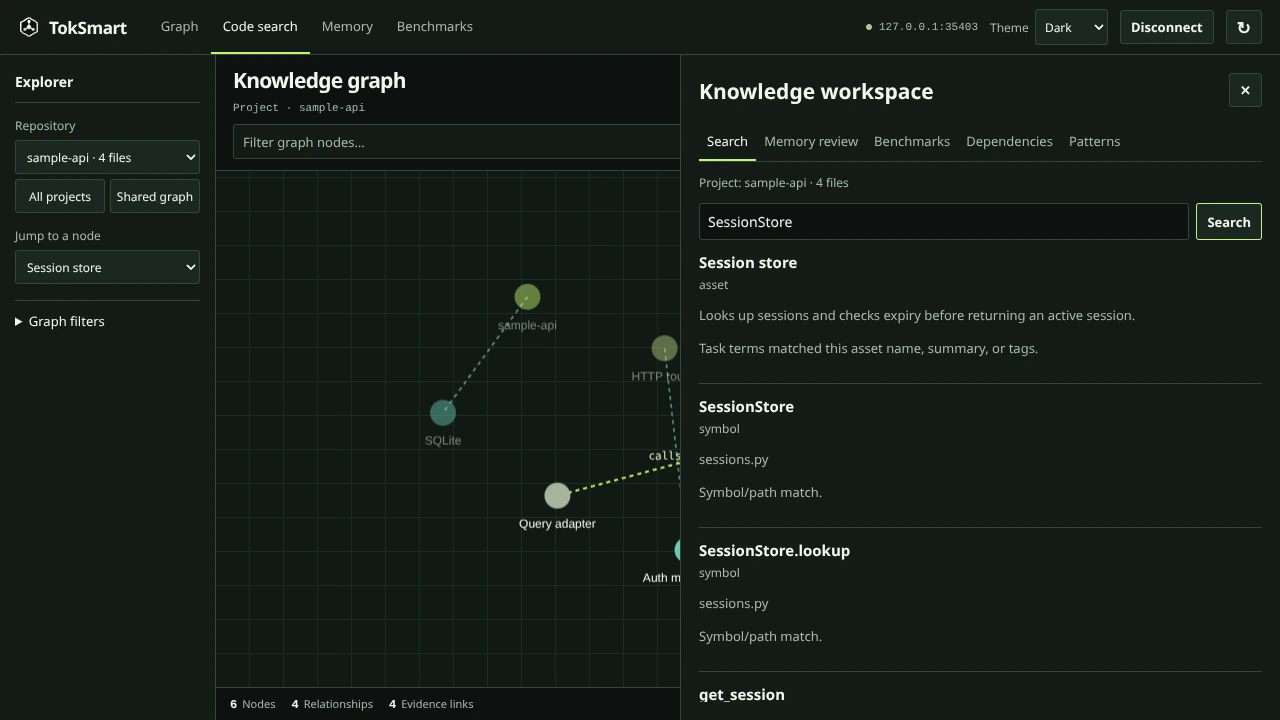 TokSmart
Graph
Code search
Memory
Benchmarks
127.0.0.1:35403
Theme
Dark
Disconnect
↻
Explorer
Repository
sample-api · 4 files
All projects
Shared graph
Jump to a node
Session store
Graph filters
Knowledge graph
Project · sample-api
Filter graph nodes...
sample-api
HTTP rou
SQLite
calls
Query adapter
Auth m
6 Nodes
4 Relationships
4 Evidence links
Knowledge workspace
×
Search
Memory review
Benchmarks
Dependencies
Patterns
Project: sample-api · 4 files
SessionStore
Search
Session store
asset
Looks up sessions and checks expiry before returning an active session.
Task terms matched this asset name, summary, or tags.
SessionStore
symbol
sessions.py
Symbol/path match.
SessionStore.lookup
symbol
sessions.py
Symbol/path match.
get_session